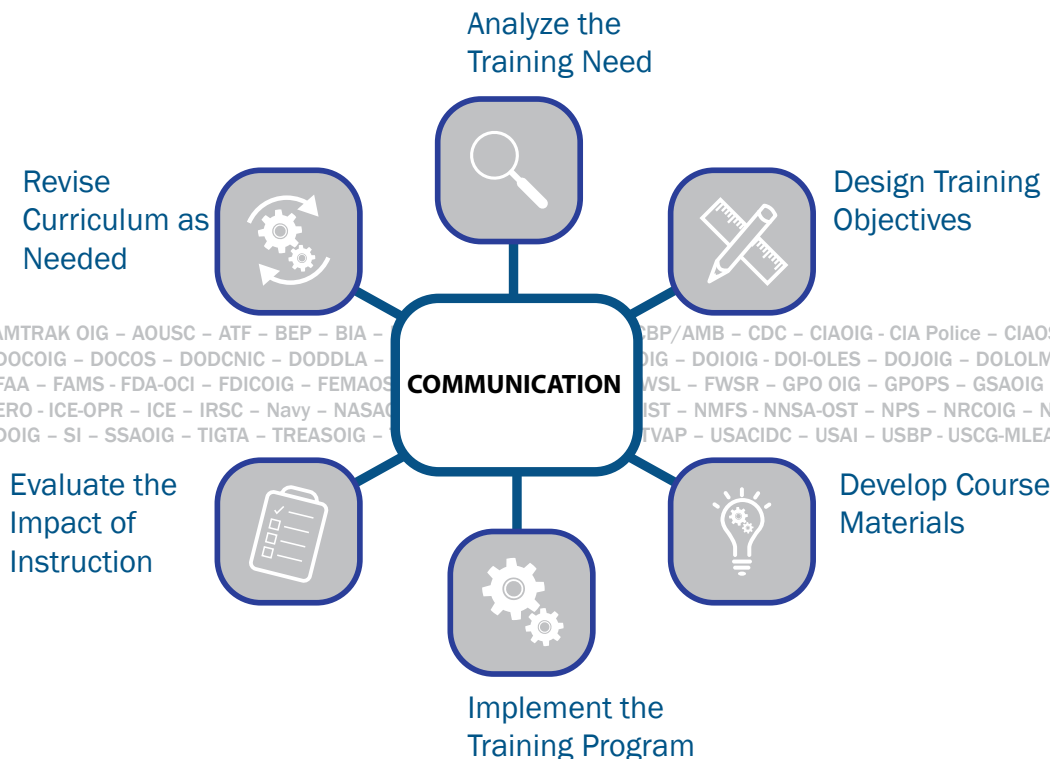 Analyze the
Training Need
Revise
Curriculum as
Needed
Design Training
Objectives
AMTRAK OIG – AOUSC – ATF – BEP – BIA – CBP/AMB – CDC – CIAOIG - CIA Police – CIAOS
DOCOIG – DOCOS – DODCNIC – DODDLA – OIG – DOIOIG - DOI-OLES – DOJOIG – DOLOLM
FAA – FAMS - FDA-OCI – FDICOIG – FEMAOS WSL – FWSR – GPO OIG – GPOPS – GSAOIG
COMMUNICATION
ERO - ICE-OPR – ICE – IRSC – Navy – NASAO IST – NMFS - NNSA-OST – NPS – NRCOIG – N
DOIG – SI – SSAOIG – TIGTA – TREASOIG – TVAP – USACIDC – USAI – USBP - USCG-MLEA
Evaluate the
Impact of
Instruction
Develop Course
Materials
Implement the
Training Program